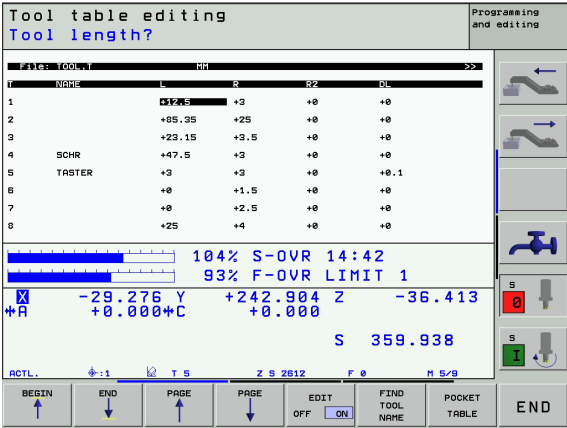 Tool table editing
Tool length?
Programming
and editing
File: TOOL.T MM >>
T NAME L R R2 DL
1 +12.5 +3 +0 +0
2 +85.35 +25 +0 +0
3 +23.15 +3.5 +0 +0
4 SCHR +47.5 +3 +0 +0
5 TASTER +3 +3 +0 +0.1
6 +0 +1.5 +0 +0
7 +0 +2.5 +0 +0
8 +25 +4 +0 +0
104% S-OVR 14:42
93% F-OVR LIMIT 1
X -29.276 Y +242.904 Z -36.413
A +0.000 C +0.000
S 359.938
ACTL. :1 T 5 Z S 2612 F 0 M 5/9
S
0
S
I
BEGIN
END
PAGE
PAGE
EDIT
OFF ON
FIND
TOOL
NAME
POCKET
TABLE
END